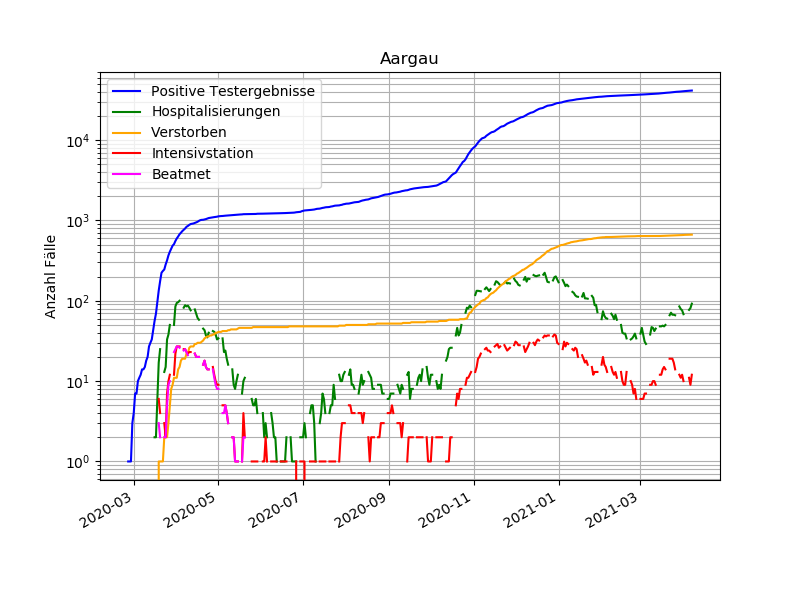 Aargau
Positive Testergebnisse
Hospitalisierungen
Verstorben
Intensivstation
Beatmet
Anzahl Fälle
10^4
10^3
10^2
10^1
10^0
2020-03
2020-05
2020-07
2020-09
2020-11
2021-01
2021-03